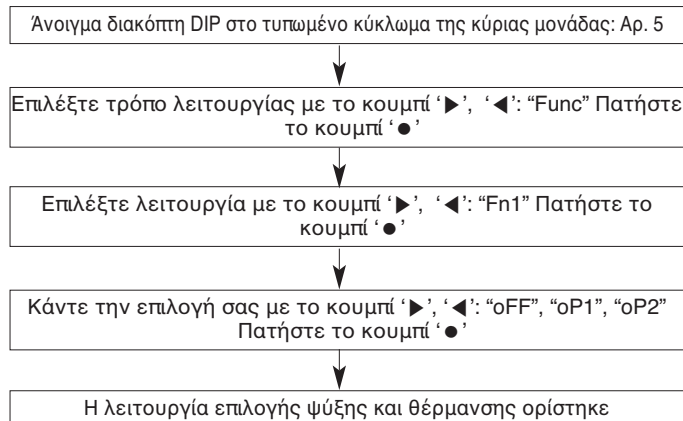 Άνοιγμα διακόπτη DIP στο τυπωμένο κύκλωμα της κύριας μονάδας: Αρ. 5
Επιλέξτε τρόπο λειτουργίας με το κουμπί ‘▶’, ‘◀’: “Func” Πατήστε
το κουμπί ‘●’
Επιλέξτε λειτουργία με το κουμπί ‘▶’, ‘◀’: “Fn1” Πατήστε το
κουμπί ‘●’
Κάντε την επιλογή σας με το κουμπί ‘▶’, ‘◀’: “oFF”, “oP1”, “oP2”
Πατήστε το κουμπί ‘●’
Η λειτουργία επιλογής ψύξης και θέρμανσης ορίστηκε